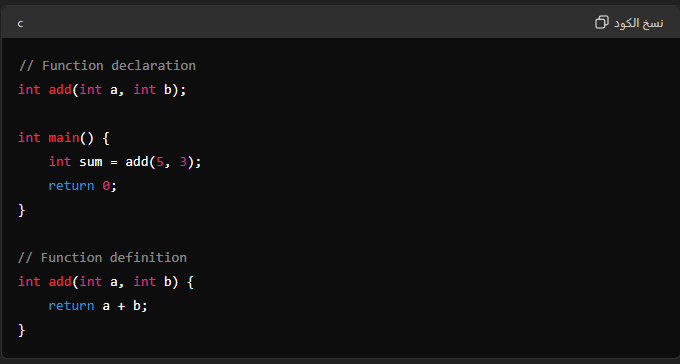 c
نسخ الكود
// Function declaration
int add(int a, int b);
int main() {
    int sum = add(5, 3);
    return 0;
}
// Function definition
int add(int a, int b) {
    return a + b;
}